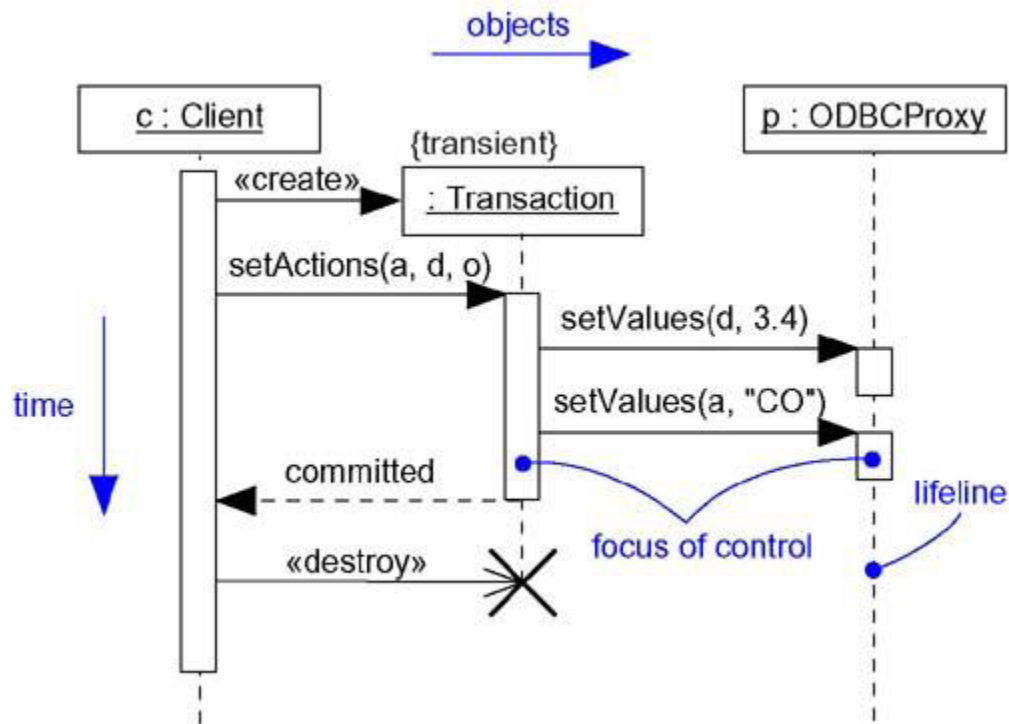 objects
c : Client
p : ODBCProxy
{transient}
«create»
: Transaction
setActions(a, d, o)
setValues(d, 3.4)
time
setValues(a, "CO")
committed
lifeline
focus of control
«destroy»